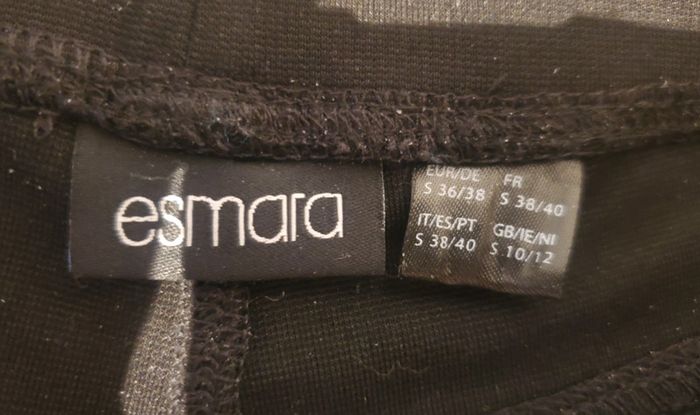 esmara
EUR/DE FR
S 36/38 S 38/40
IT/ES/PT GB/IE/NI
S 38/40 S 10/12